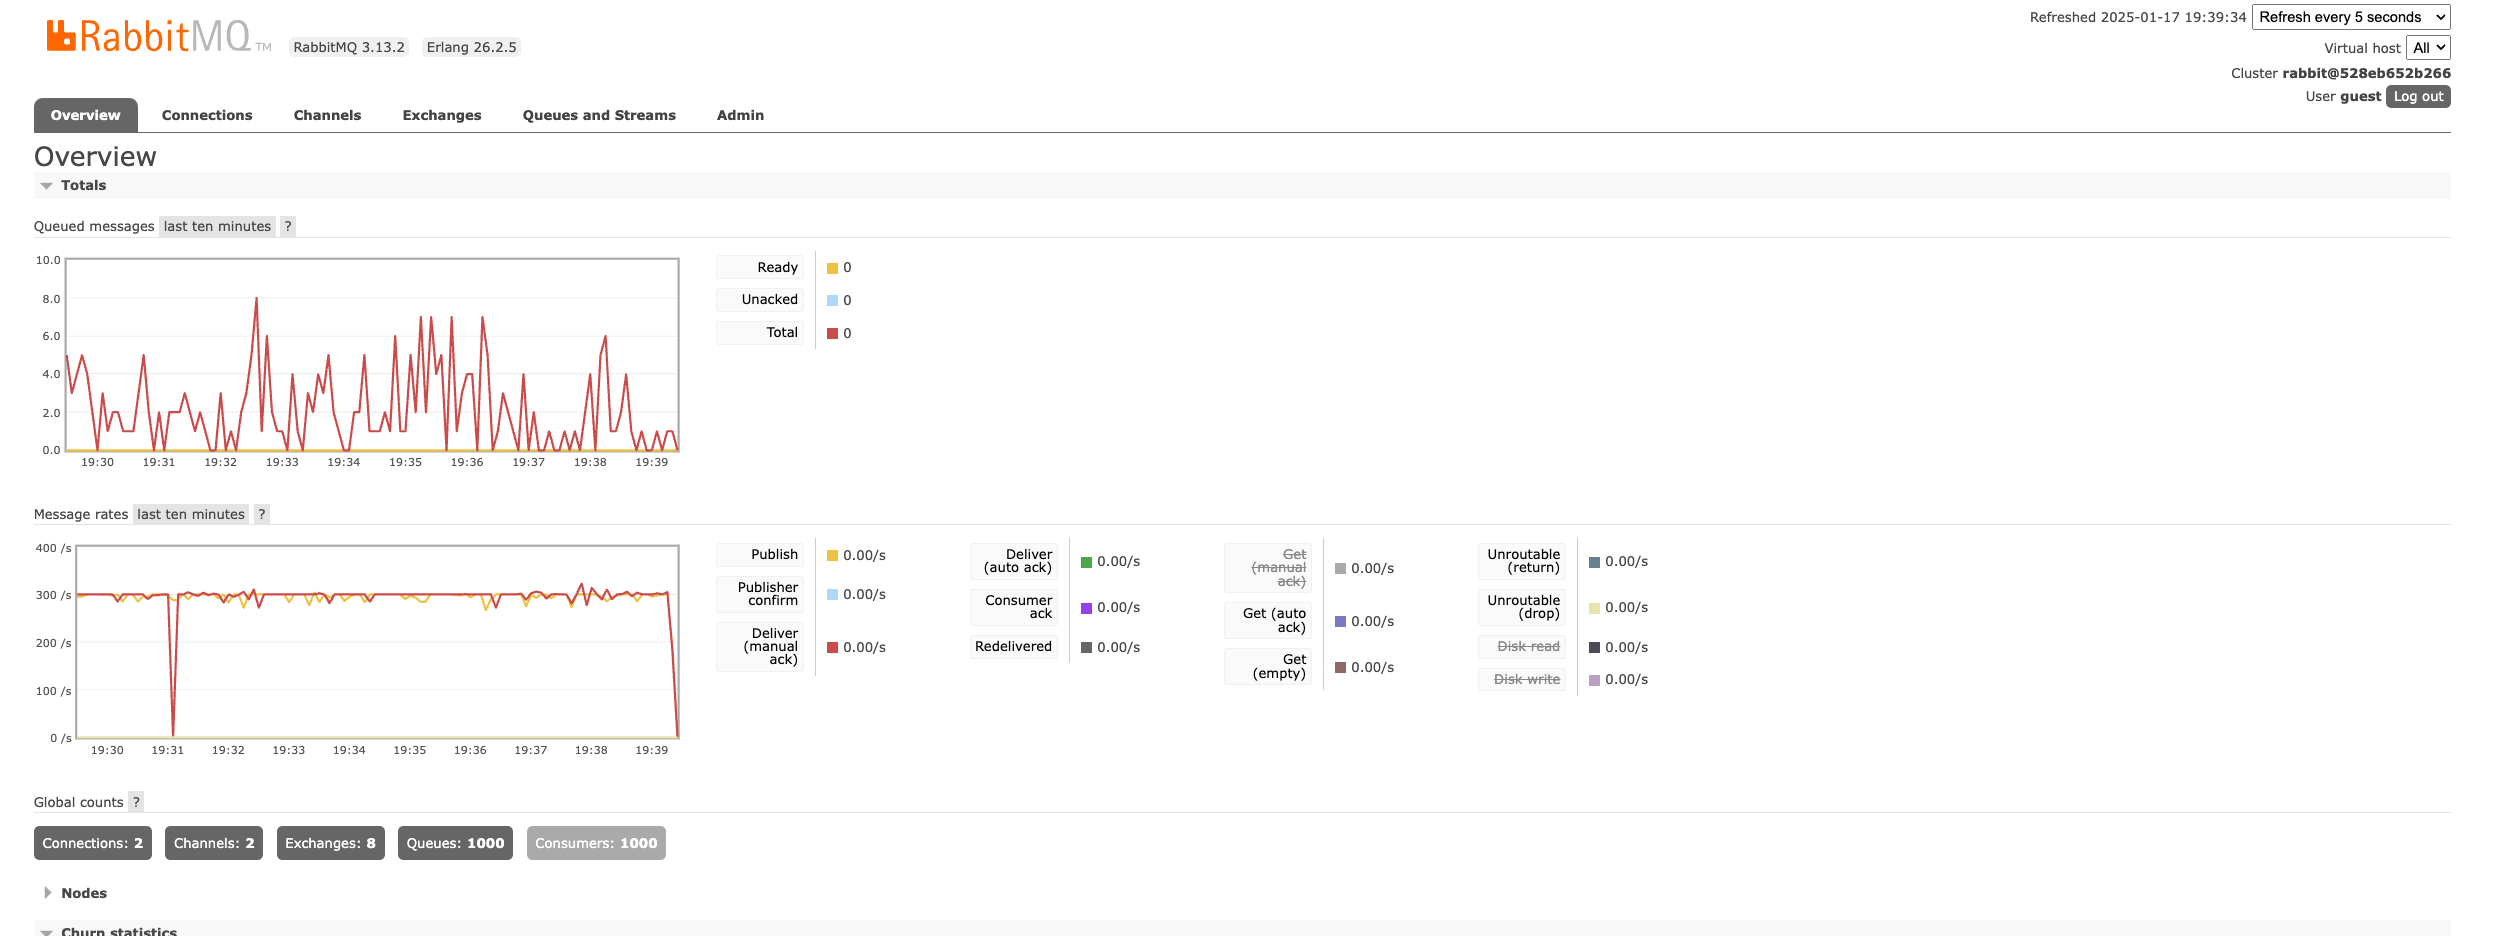 RabbitMQ TM
RabbitMQ 3.13.2
Erlang 26.2.5
Refreshed 2025-01-17 19:39:34
Refresh every 5 seconds
Virtual host
All
Cluster rabbit@528eb652b266
User guest Log out
Overview
Connections
Channels
Exchanges
Queues and Streams
Admin
Overview
Totals
Queued messages last ten minutes ?
10.0
8.0
6.0
4.0
2.0
0.0
19:30 19:31 19:32 19:33 19:34 19:35 19:36 19:37 19:38 19:39
Ready 0
Unacked 0
Total 0
Message rates last ten minutes ?
400 /s
300 /s
200 /s
100 /s
0 /s
19:30 19:31 19:32 19:33 19:34 19:35 19:36 19:37 19:38 19:39
Publish
0.00/s
Publisher
confirm
0.00/s
Deliver
(manual
ack)
0.00/s
Deliver
(auto ack)
0.00/s
Consumer
ack
0.00/s
Redelivered
0.00/s
Get
(manual
ack)
0.00/s
Get (auto
ack)
0.00/s
Get
(empty)
0.00/s
Unroutable
(return)
0.00/s
Unroutable
(drop)
0.00/s
Disk read
0.00/s
Disk write
0.00/s
Global counts ?
Connections: 2
Channels: 2
Exchanges: 8
Queues: 1000
Consumers: 1000
Nodes
Churn statistics